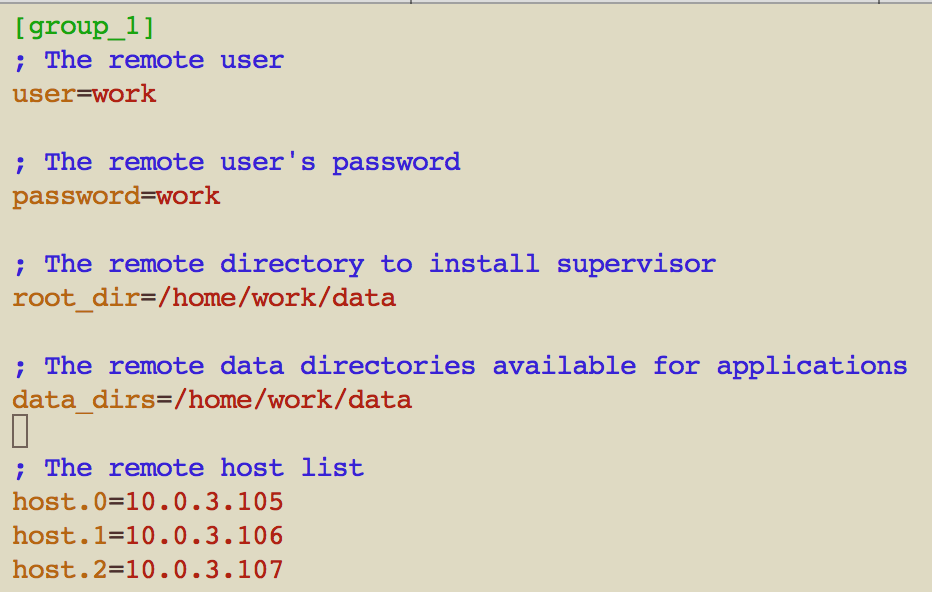 [group_1]
; The remote user
user=work
; The remote user's password
password=work
; The remote directory to install supervisor
root_dir=/home/work/data
; The remote data directories available for applications
data_dirs=/home/work/data
; The remote host list
host.0=10.0.3.105
host.1=10.0.3.106
host.2=10.0.3.107